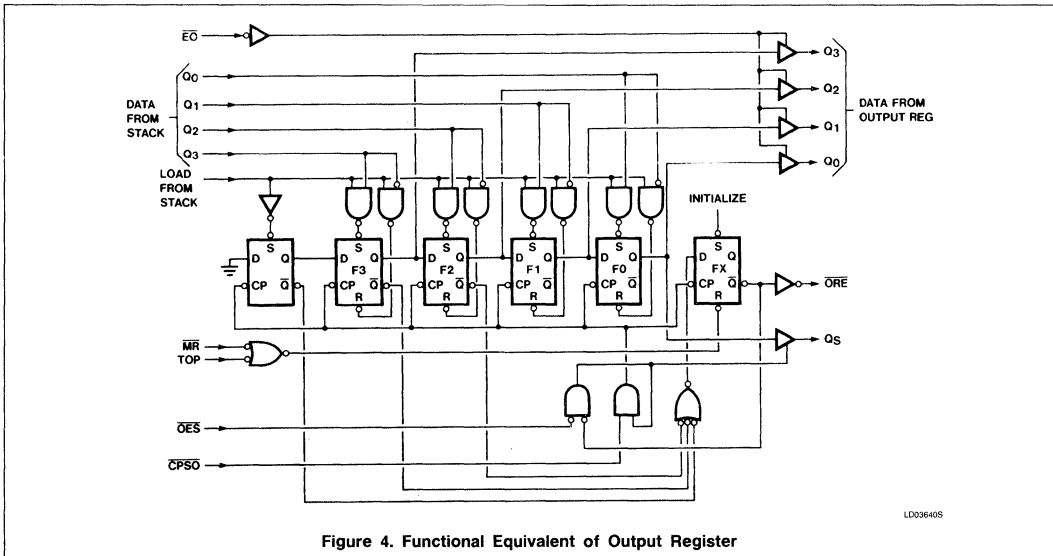 EO
Q0
Q1
DATA
FROM
STACK
Q2
Q3
LOAD
FROM
STACK
Q3
Q2
Q1
Q0
DATA FROM
OUTPUT REG
INITIALIZE
S
D Q
CP Q
S
D Q
F3
CP Q
R
S
D Q
F2
CP Q
R
S
D Q
F1
CP Q
R
S
D Q
F0
CP Q
R
S
D Q
FX
CP Q
R
ORE
QS
MR
TOP
OES
CPSO
LD03640S
Figure 4. Functional Equivalent of Output Register